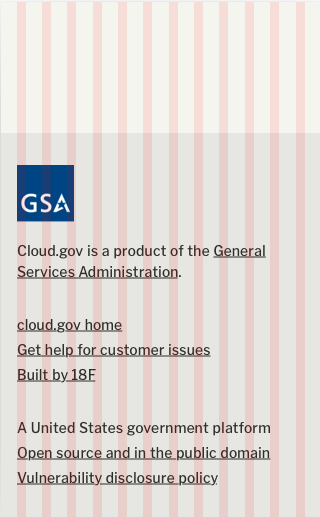 GSA
Cloud.gov is a product of the General
Services Administration.
cloud.gov home
Get help for customer issues
Built by 18F
A United States government platform
Open source and in the public domain
Vulnerability disclosure policy